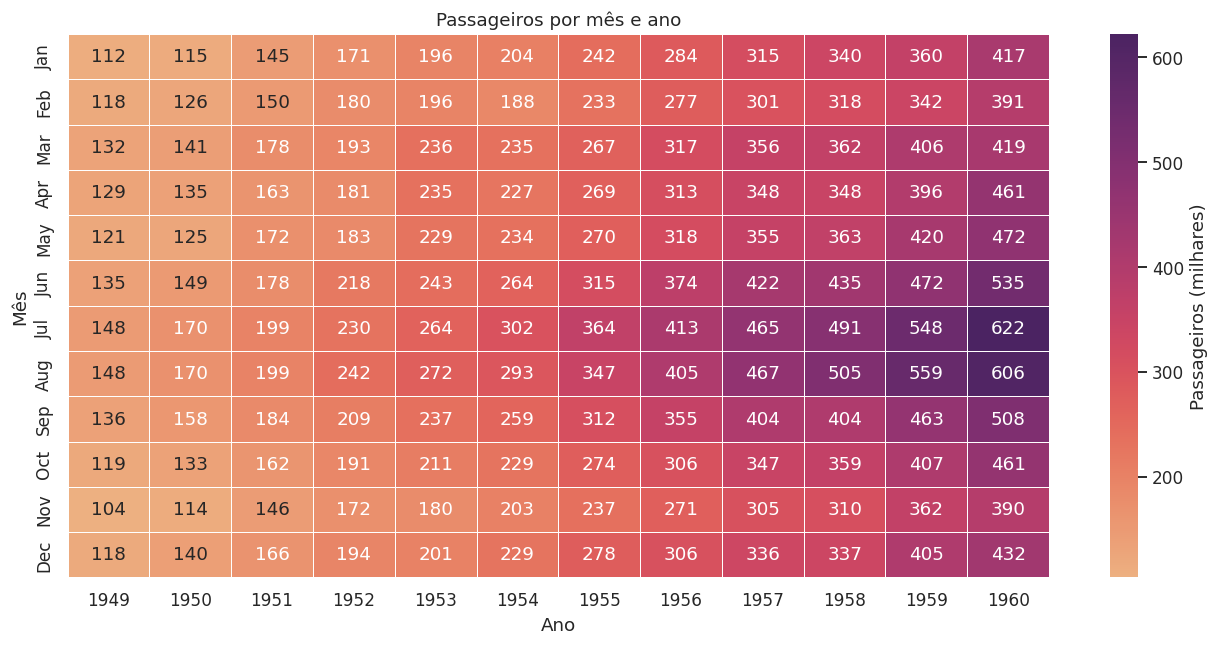 Passageiros por mês e ano
Mês
Jan 112 115 145 171 196 204 242 284 315 340 360 417
Feb 118 126 150 180 196 188 233 277 301 318 342 391
Mar 132 141 178 193 236 235 267 317 356 362 406 419
Apr 129 135 163 181 235 227 269 313 348 348 396 461
May 121 125 172 183 229 234 270 318 355 363 420 472
Jun 135 149 178 218 243 264 315 374 422 435 472 535
Jul 148 170 199 230 264 302 364 413 465 491 548 622
Aug 148 170 199 242 272 293 347 405 467 505 559 606
Sep 136 158 184 209 237 259 312 355 404 404 463 508
Oct 119 133 162 191 211 229 274 306 347 359 407 461
Nov 104 114 146 172 180 203 237 271 305 310 362 390
Dec 118 140 166 194 201 229 278 306 336 337 405 432
1949 1950 1951 1952 1953 1954 1955 1956 1957 1958 1959 1960
Ano
600
500
400
300
200
Passageiros (milhares)